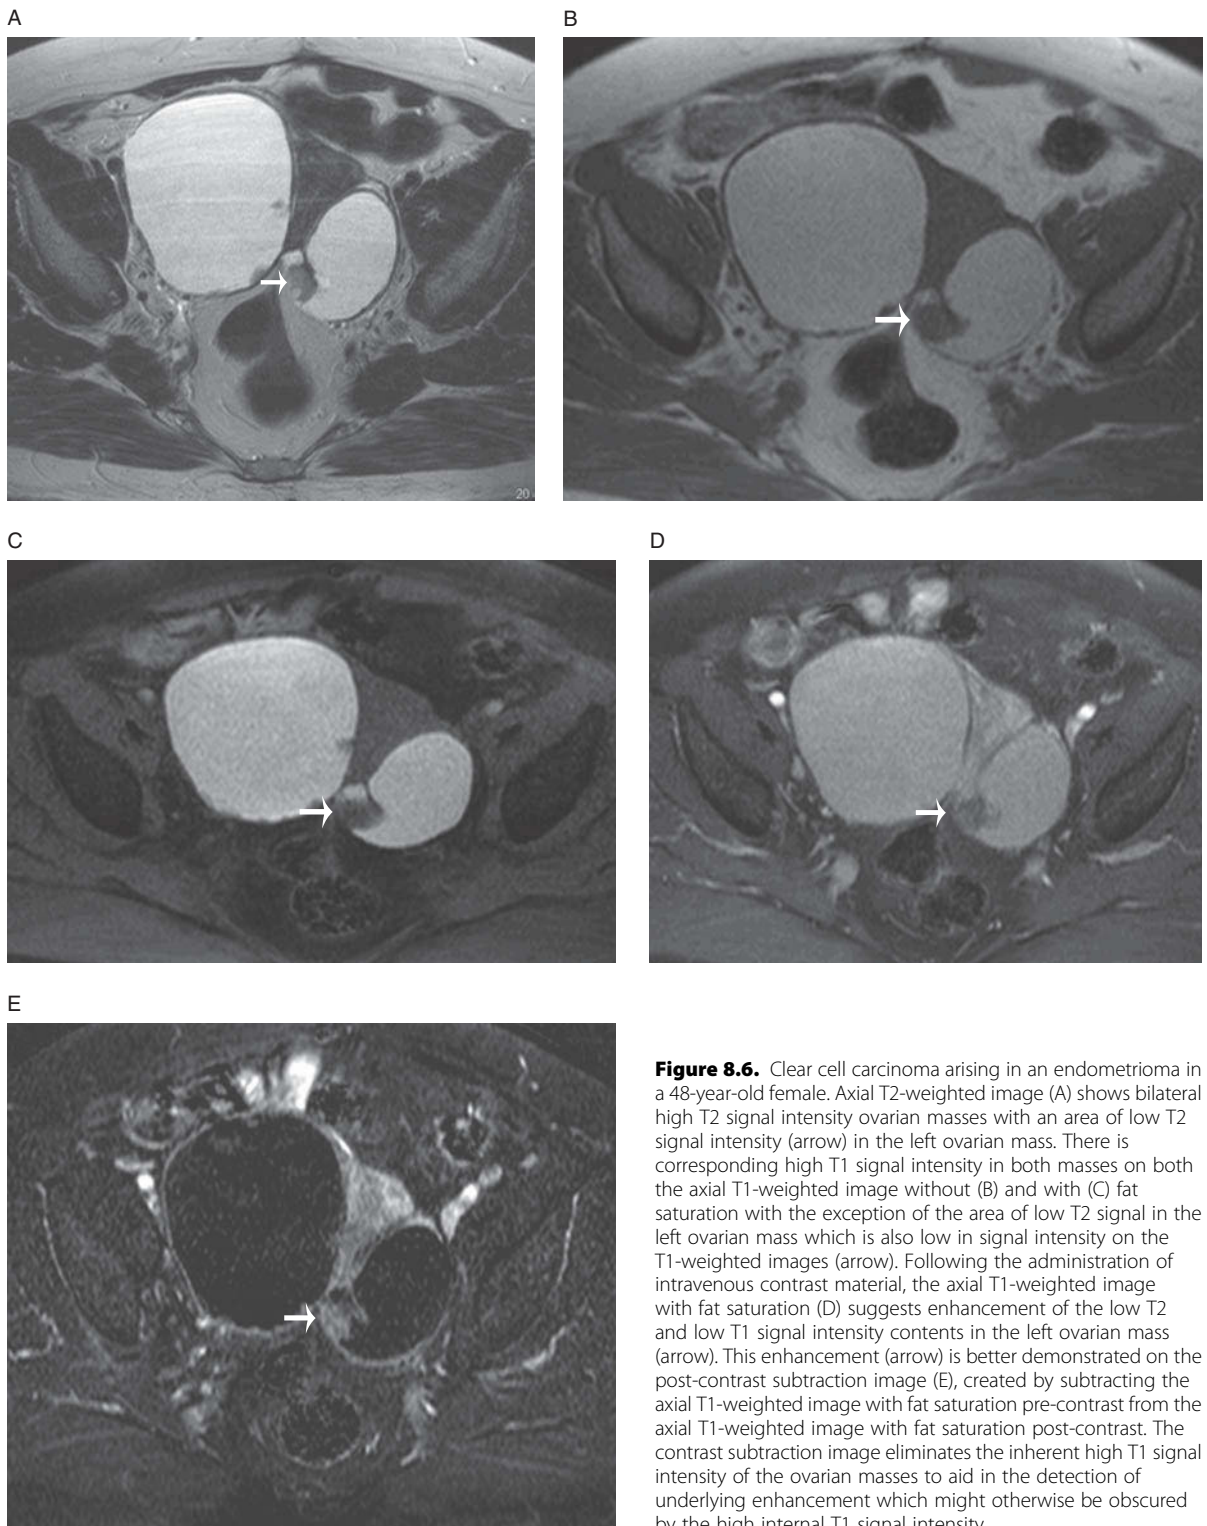 A
B
20
C
D
E
Figure 8.6. Clear cell carcinoma arising in an endometrioma in
a 48-year-old female. Axial T2-weighted image (A) shows bilateral
high T2 signal intensity ovarian masses with an area of low T2
signal intensity (arrow) in the left ovarian mass. There is
corresponding high T1 signal intensity in both masses on both
the axial T1-weighted image without (B) and with (C) fat
saturation with the exception of the area of low T2 signal in the
left ovarian mass which is also low in signal intensity on the
T1-weighted images (arrow). Following the administration of
intravenous contrast material, the axial T1-weighted image
with fat saturation (D) suggests enhancement of the low T2
and low T1 signal intensity contents in the left ovarian mass
(arrow). This enhancement (arrow) is better demonstrated on the
post-contrast subtraction image (E), created by subtracting the
axial T1-weighted image with fat saturation pre-contrast from the
axial T1-weighted image with fat saturation post-contrast. The
contrast subtraction image eliminates the inherent high T1 signal
intensity of the ovarian masses to aid in the detection of
underlying enhancement which might otherwise be obscured
by the high internal T1 signal intensity.